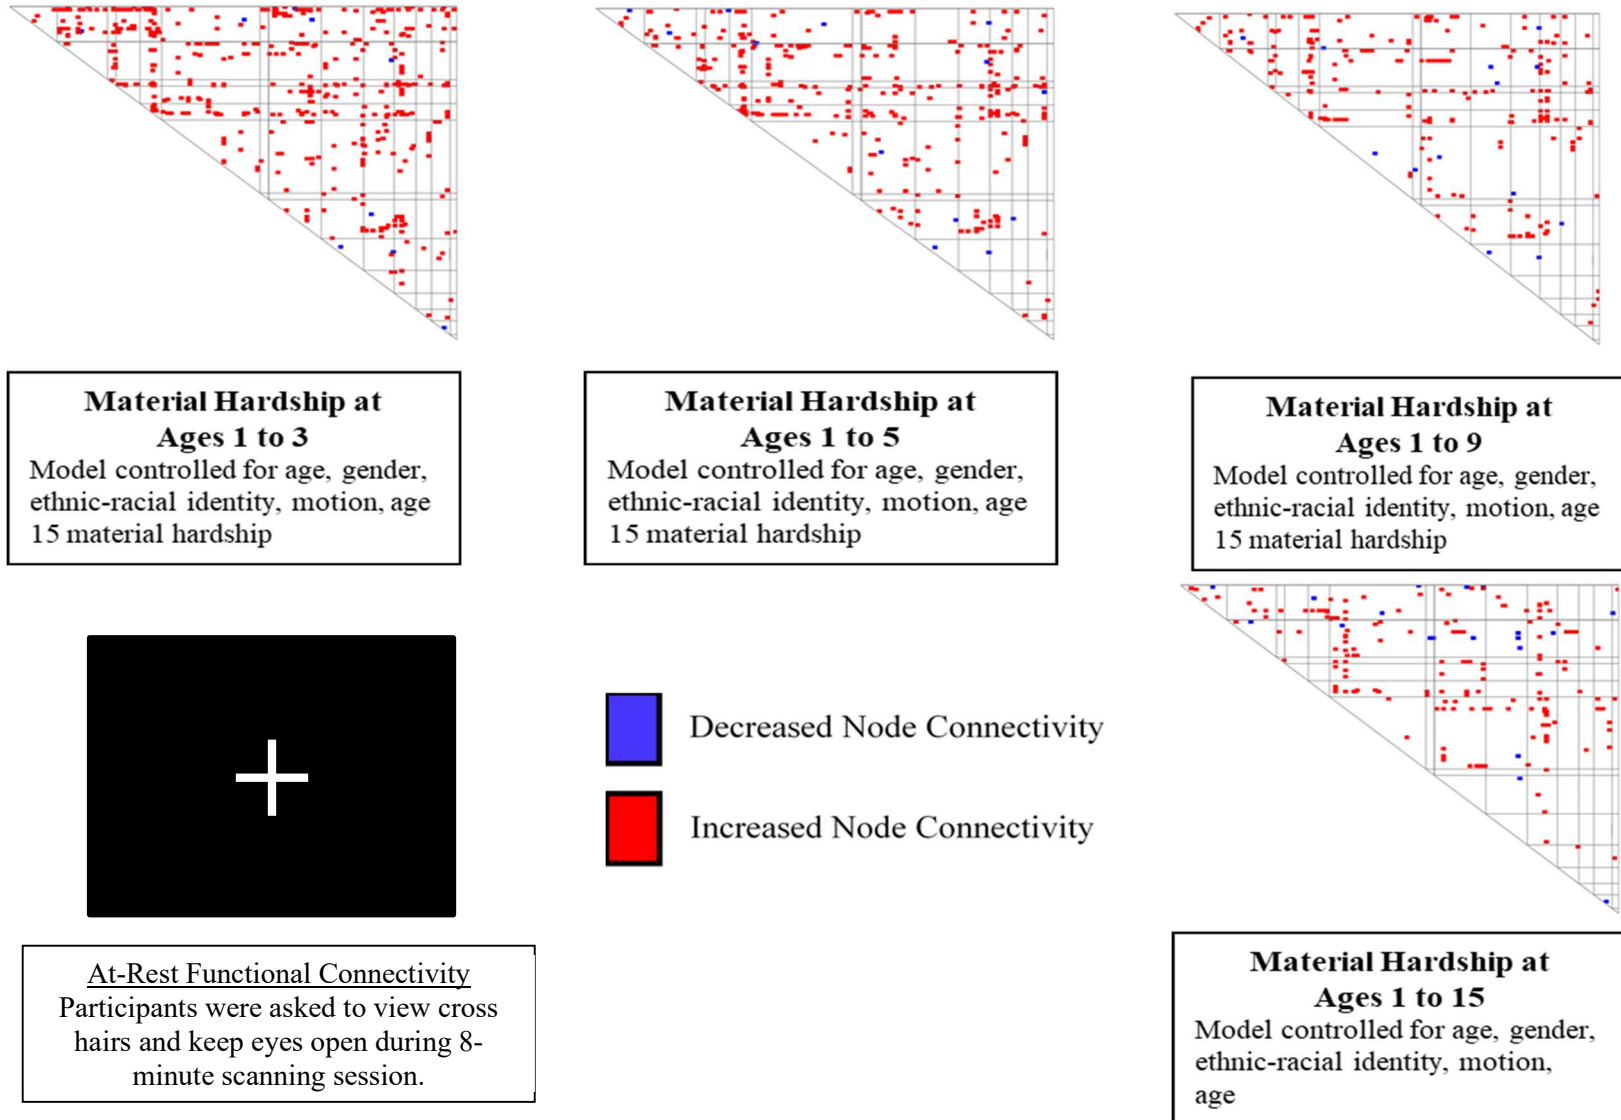 Material Hardship at
Ages 1 to 3
Model controlled for age, gender,
ethnic-racial identity, motion, age
15 material hardship
Material Hardship at
Ages 1 to 5
Model controlled for age, gender,
ethnic-racial identity, motion, age
15 material hardship
Material Hardship at
Ages 1 to 9
Model controlled for age, gender,
ethnic-racial identity, motion, age
15 material hardship
Decreased Node Connectivity
Increased Node Connectivity
At-Rest Functional Connectivity
Participants were asked to view cross
hairs and keep eyes open during 8-
minute scanning session.
Material Hardship at
Ages 1 to 15
Model controlled for age, gender,
ethnic-racial identity, motion,
age